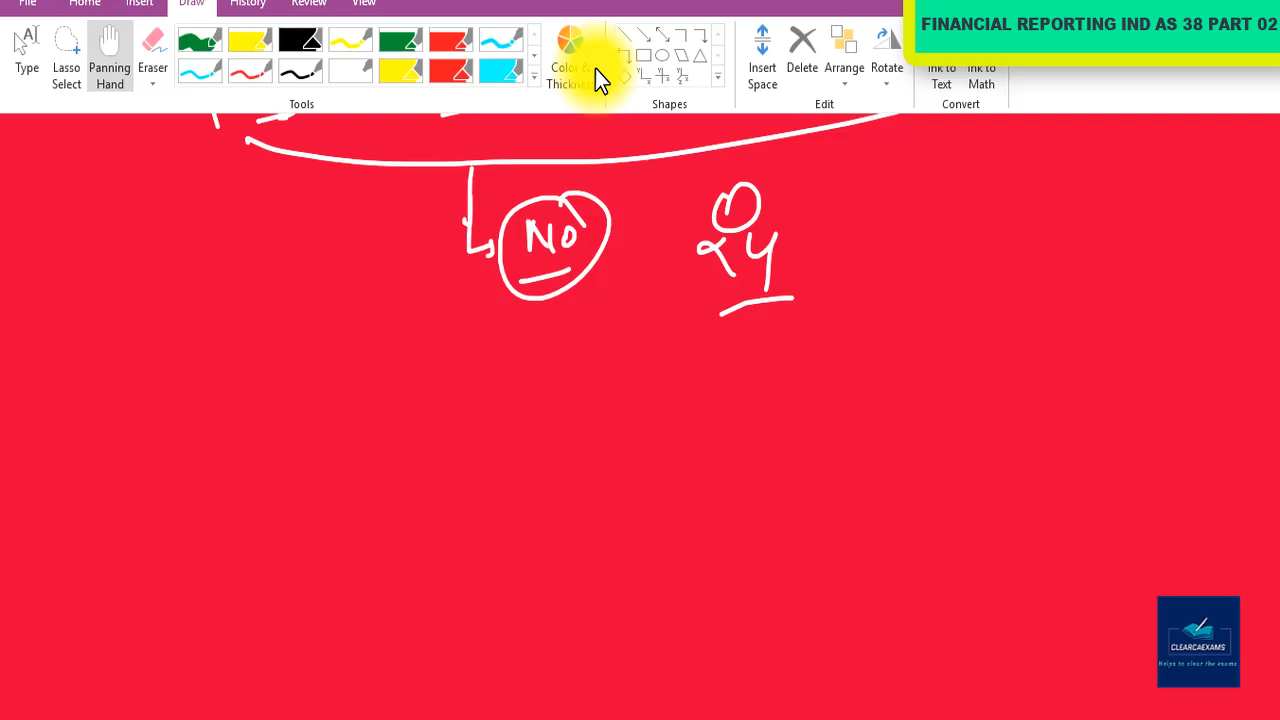 File Home Insert Draw History Review View
FINANCIAL REPORTING IND AS 38 PART 02
Type Lasso Select Panning Hand Eraser Color & Thickness Insert Space Delete Arrange Rotate Ink to Text Ink to Math
Tools Shapes Edit Convert
No
CLEARCAEXAMS
Helps to clear the exams